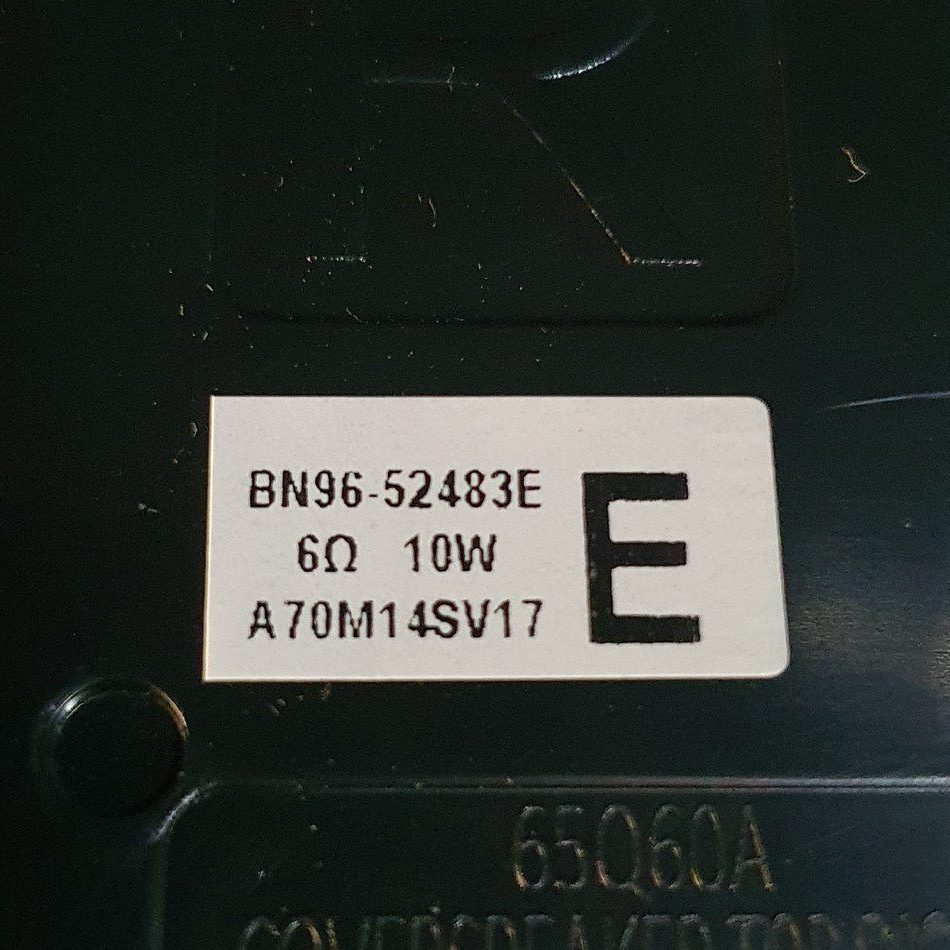 R
BN96-52483E
6Ω 10W
A70M14SV17
E
65Q60A